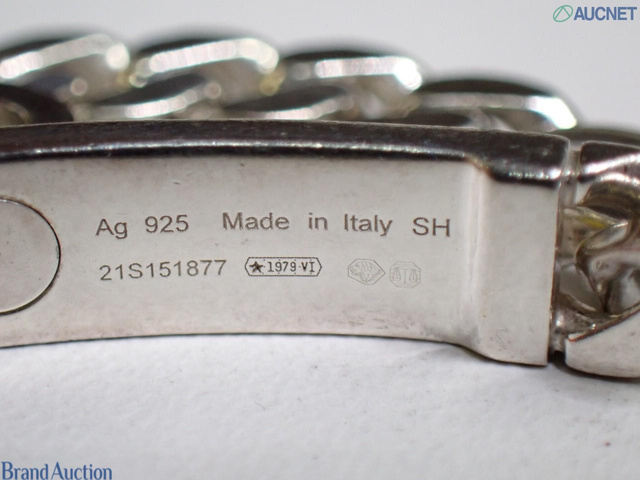 AUCNET
Ag 925 Made in Italy SH
21S151877 ★1979·VI
Brand Auction